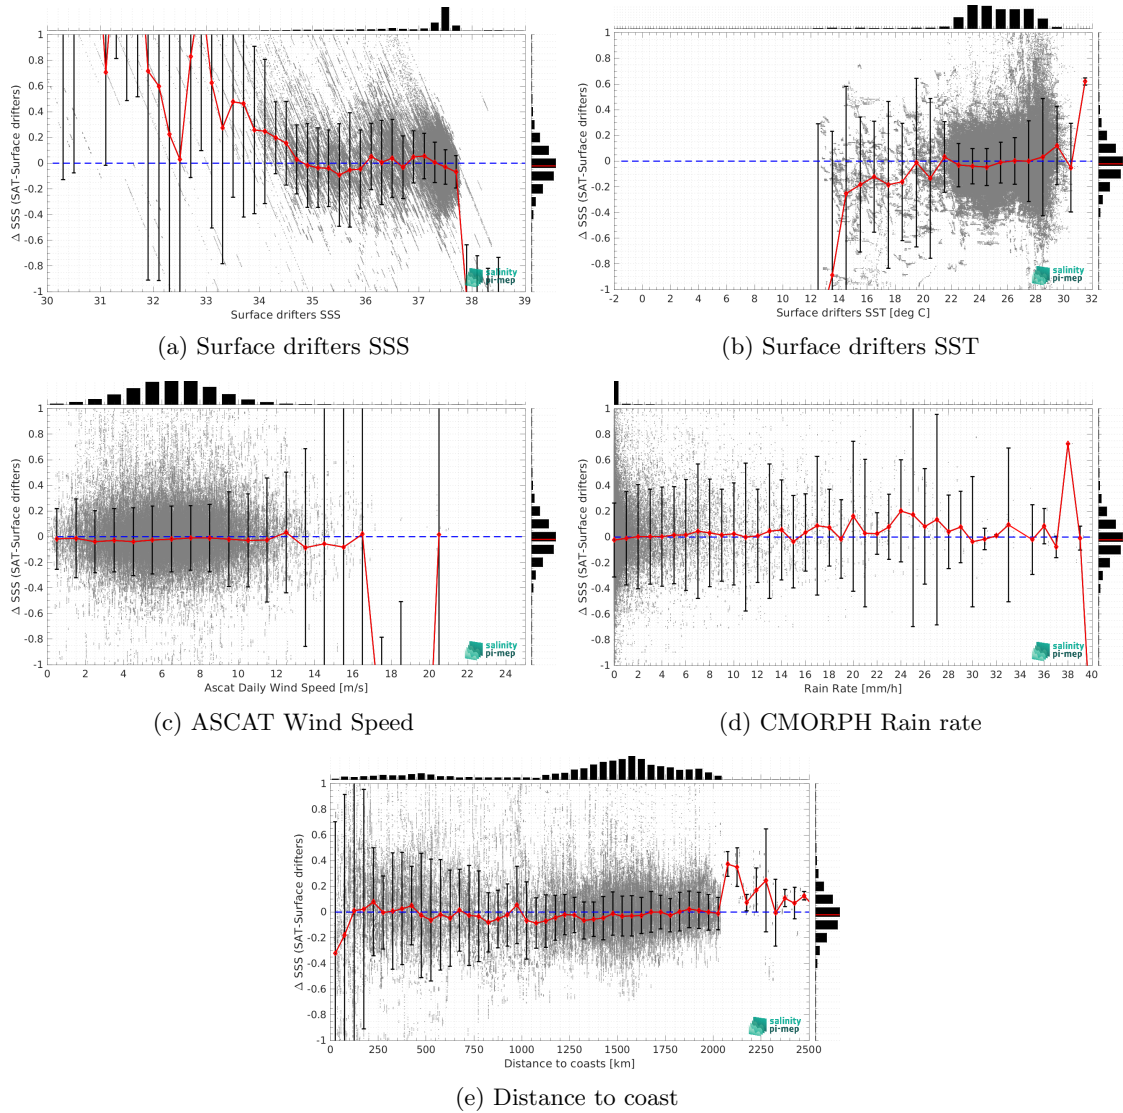 1
0.8
0.6
0.4
0.2
0
-0.2
-0.4
-0.6
-0.8
-1
Δ SSS (SAT-Surface drifters)
30 31 32 33 34 35 36 37 38 39
Surface drifters SSS
salinity
pi-mep
(a) Surface drifters SSS
1
0.8
0.6
0.4
0.2
0
-0.2
-0.4
-0.6
-0.8
-1
Δ SSS (SAT-Surface drifters)
-2 0 2 4 6 8 10 12 14 16 18 20 22 24 26 28 30 32
Surface drifters SST [deg C]
salinity
pi-mep
(b) Surface drifters SST
1
0.8
0.6
0.4
0.2
0
-0.2
-0.4
-0.6
-0.8
-1
Δ SSS (SAT-Surface drifters)
0 2 4 6 8 10 12 14 16 18 20 22 24
Ascat Daily Wind Speed [m/s]
salinity
pi-mep
(c) ASCAT Wind Speed
1
0.8
0.6
0.4
0.2
0
-0.2
-0.4
-0.6
-0.8
-1
Δ SSS (SAT-Surface drifters)
0 2 4 6 8 10 12 14 16 18 20 22 24 26 28 30 32 34 36 38 40
Rain Rate [mm/h]
salinity
pi-mep
(d) CMORPH Rain rate
1
0.8
0.6
0.4
0.2
0
-0.2
-0.4
-0.6
-0.8
-1
Δ SSS (SAT-Surface drifters)
0 250 500 750 1000 1250 1500 1750 2000 2250 2500
Distance to coasts [km]
salinity
pi-mep
(e) Distance to coast